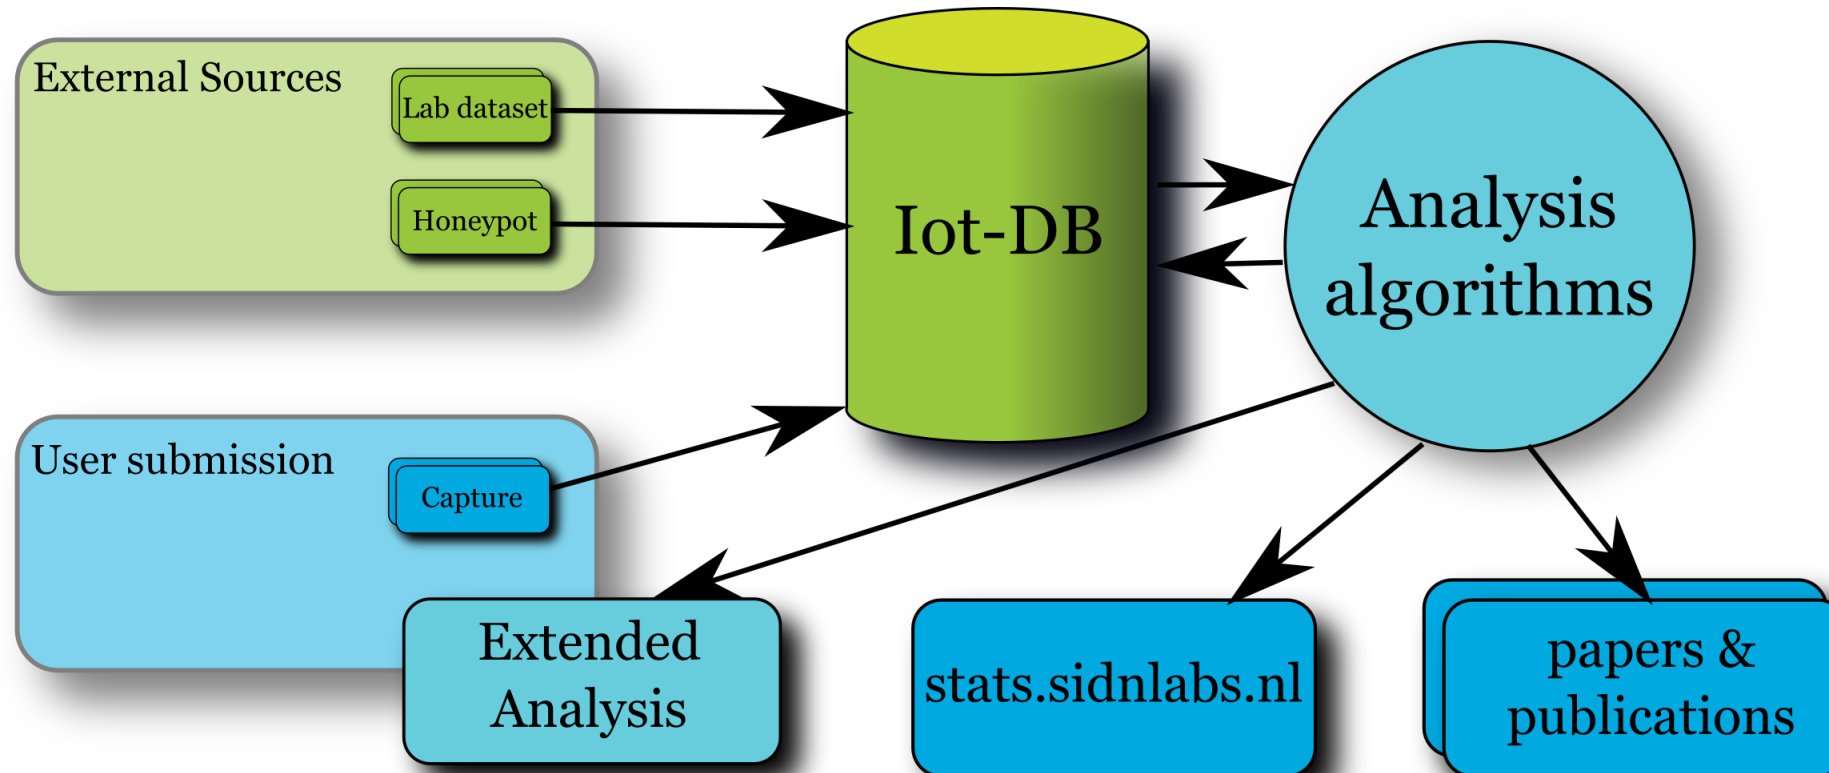 External Sources
Lab dataset
Honeypot
Iot-DB
Analysis
algorithms
User submission
Capture
Extended
Analysis
stats.sidnlabs.nl
papers &
publications